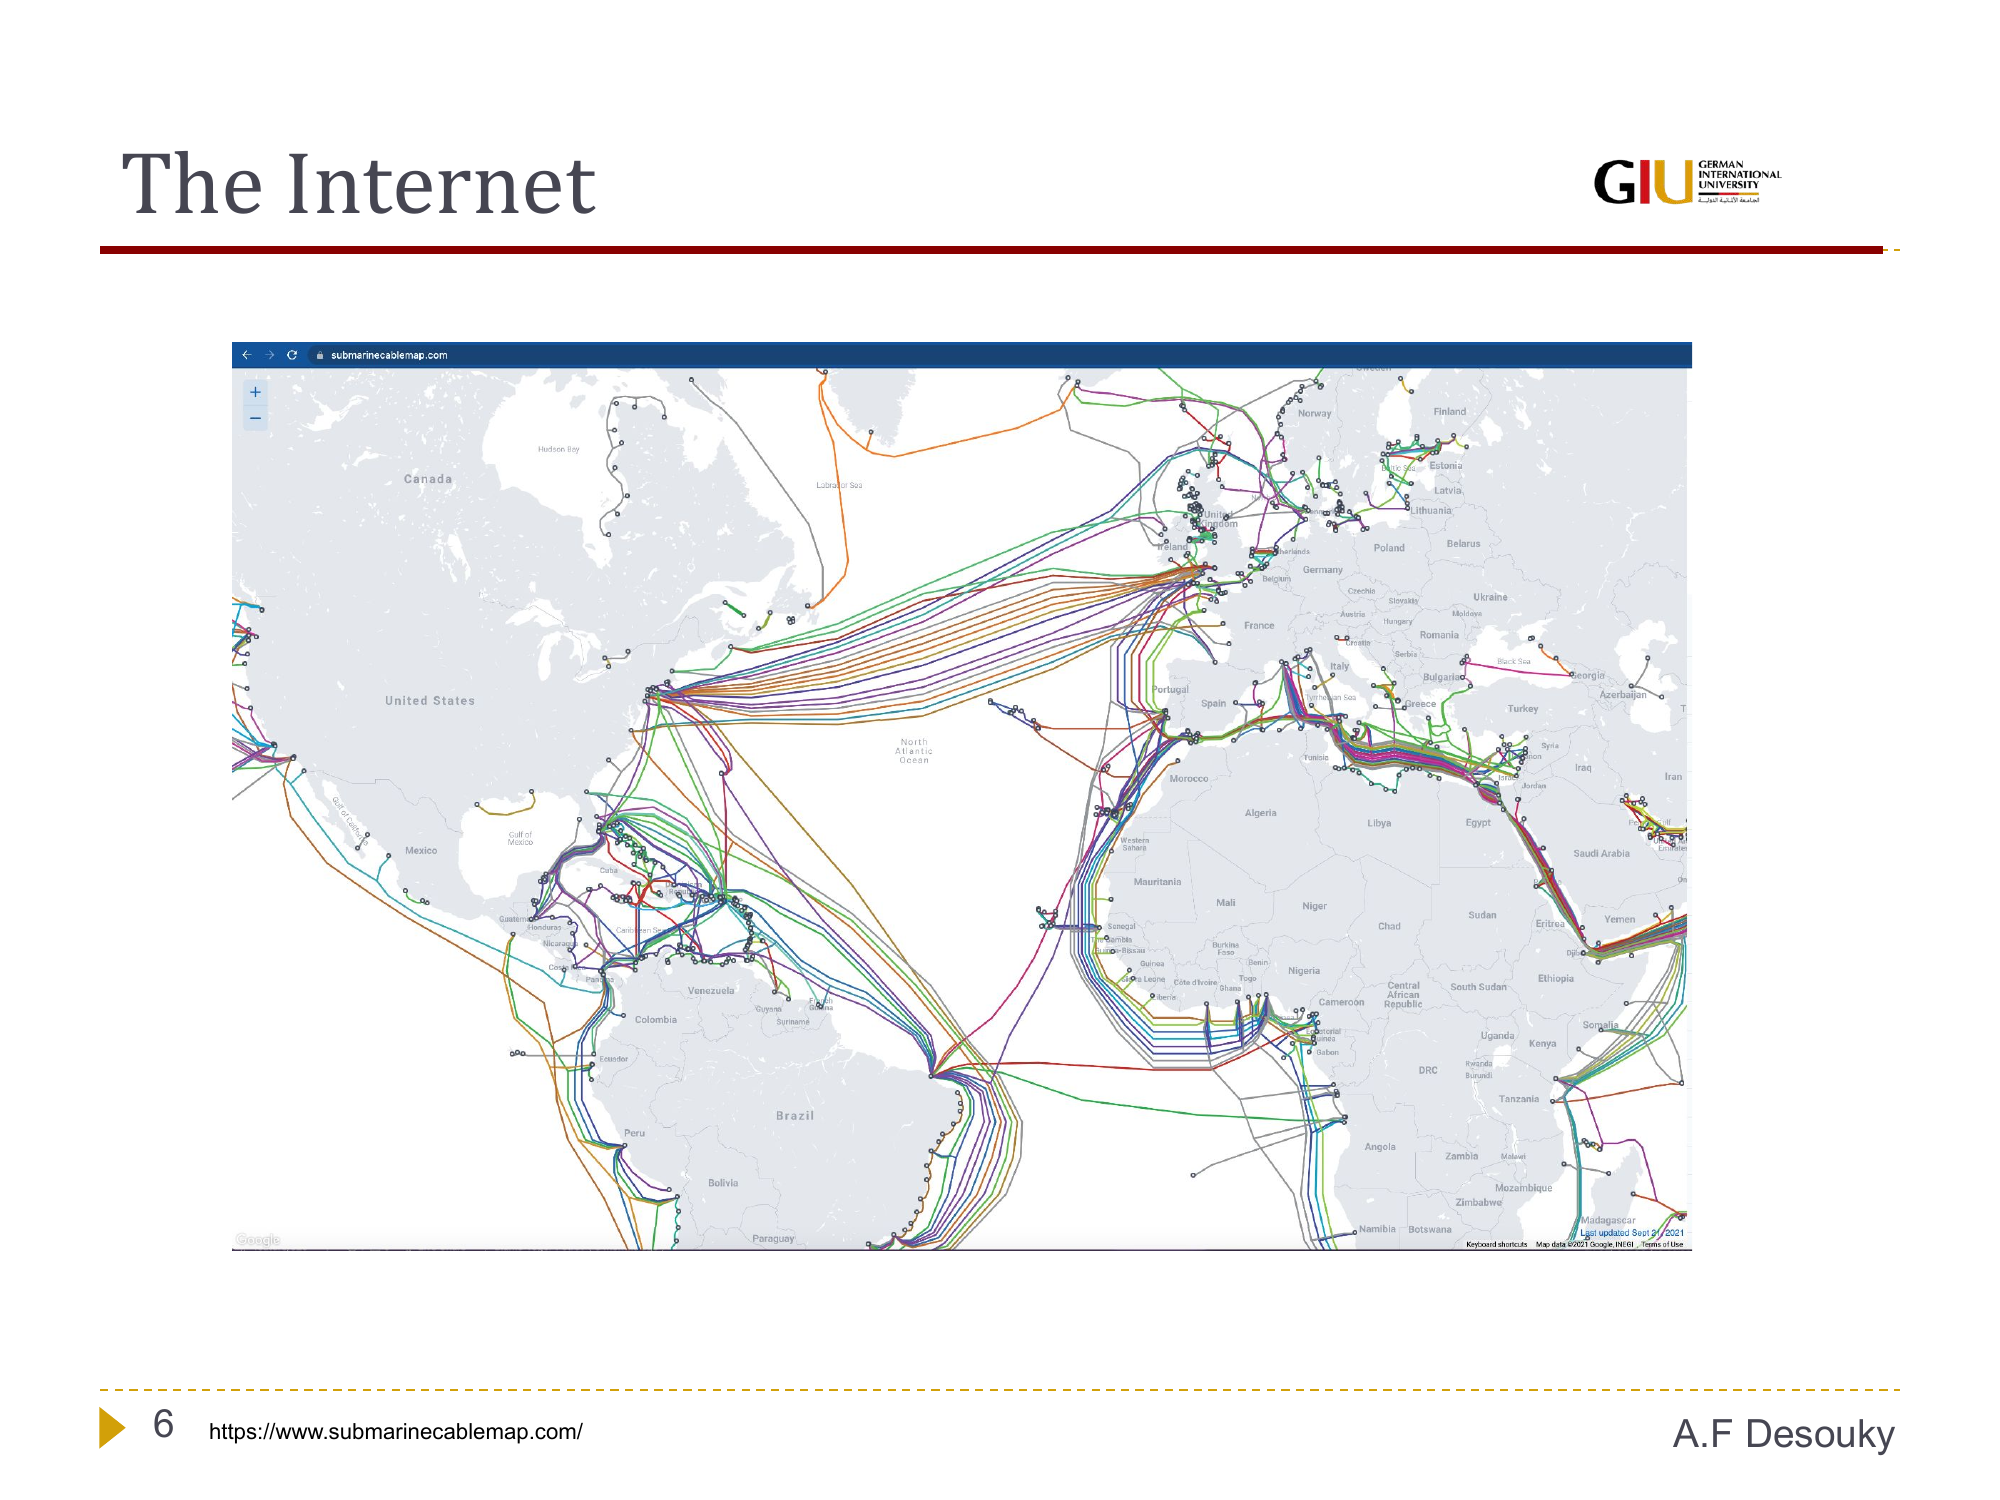 The Internet
GIU
GERMAN
INTERNATIONAL
UNIVERSITY
submarinecablemap.com
+
−
Norway
Finland
Hudson Bay
Canada
Labrador Sea
Baltic Sea
Estonia
Latvia
Lithuania
United
Kingdom
Ireland
Poland
Belarus
Germany
Belgium
Czechia
Slovakia
Ukraine
Austria
Hungary
Moldova
France
Romania
Croatia
Serbia
Italy
Black Sea
Bulgaria
Georgia
Portugal
Spain
Tyrrhenian Sea
Greece
Azerbaijan
Turkey
United States
North
Atlantic
Ocean
Tunisia
Syria
Iraq
Iran
Morocco
Jordan
Gulf of California
Algeria
Libya
Egypt
Gulf of
Mexico
Mexico
Western
Sahara
Saudi Arabia
Cuba
Mauritania
Mali
Niger
Chad
Sudan
Eritrea
Yemen
Guatemala
Honduras
Caribbean Sea
Nicaragua
Senegal
The Gambia
Guinea-Bissau
Burkina
Faso
Benin
Guinea
Nigeria
Costa Rica
Panama
Sierra Leone
Côte d'Ivoire
Togo
Ghana
Liberia
Central
African
Republic
South Sudan
Ethiopia
Venezuela
Guyana
French
Guiana
Suriname
Cameroon
Colombia
Equatorial
Guinea
Gabon
Somalia
Uganda
Kenya
Ecuador
DRC
Rwanda
Burundi
Tanzania
Brazil
Peru
Angola
Zambia
Malawi
Bolivia
Mozambique
Zimbabwe
Madagascar
Namibia
Botswana
Paraguay
Google
Last updated Sept 21, 2021
Keyboard shortcuts Map data ©2021 Google, INEGI Terms of Use
6
https://www.submarinecablemap.com/
A.F Desouky